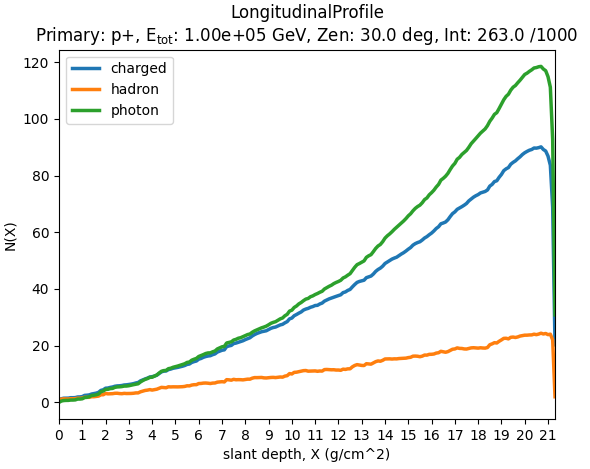 LongitudinalProfile
Primary: p+, E_tot: 1.00e+05 GeV, Zen: 30.0 deg, Int: 263.0 /1000
charged
hadron
photon
120
100
80
60
40
20
0
N(X)
0 1 2 3 4 5 6 7 8 9 10 11 12 13 14 15 16 17 18 19 20 21
slant depth, X (g/cm^2)